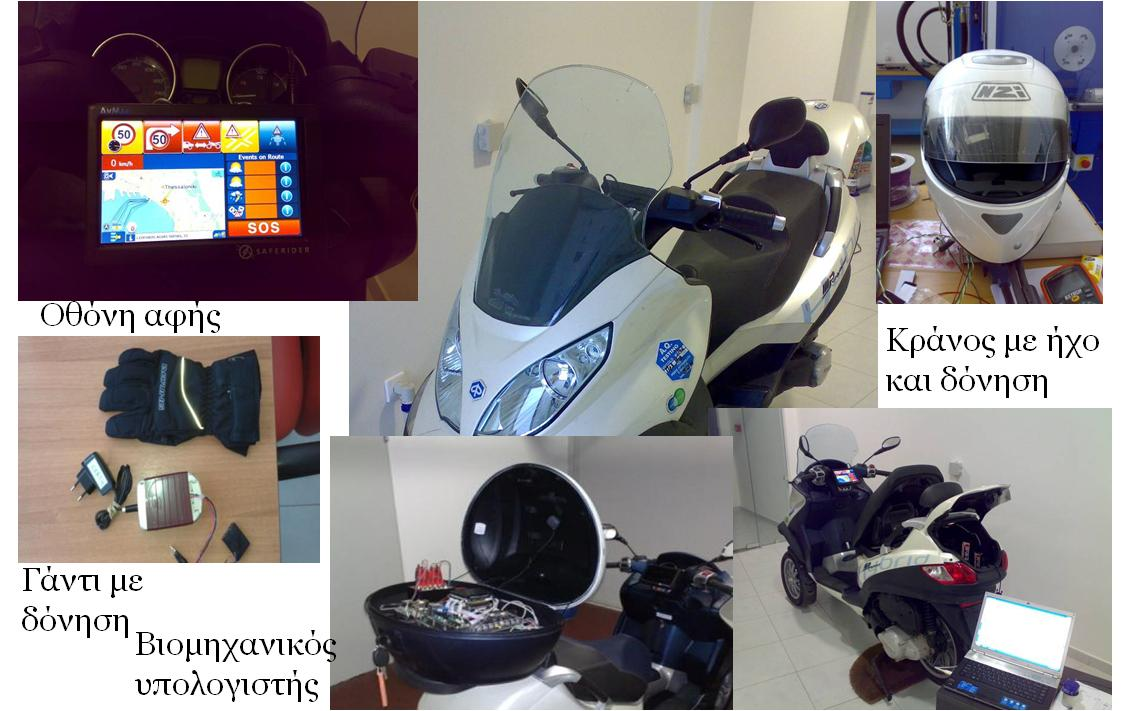 50
50
Events on Route
0 km/h
Thessaloniki
SOS
SAFERIDER
Οθόνη αφής
NZi
Κράνος με ήχο
και δόνηση
Γάντι με
δόνηση
Βιομηχανικός
υπολογιστής